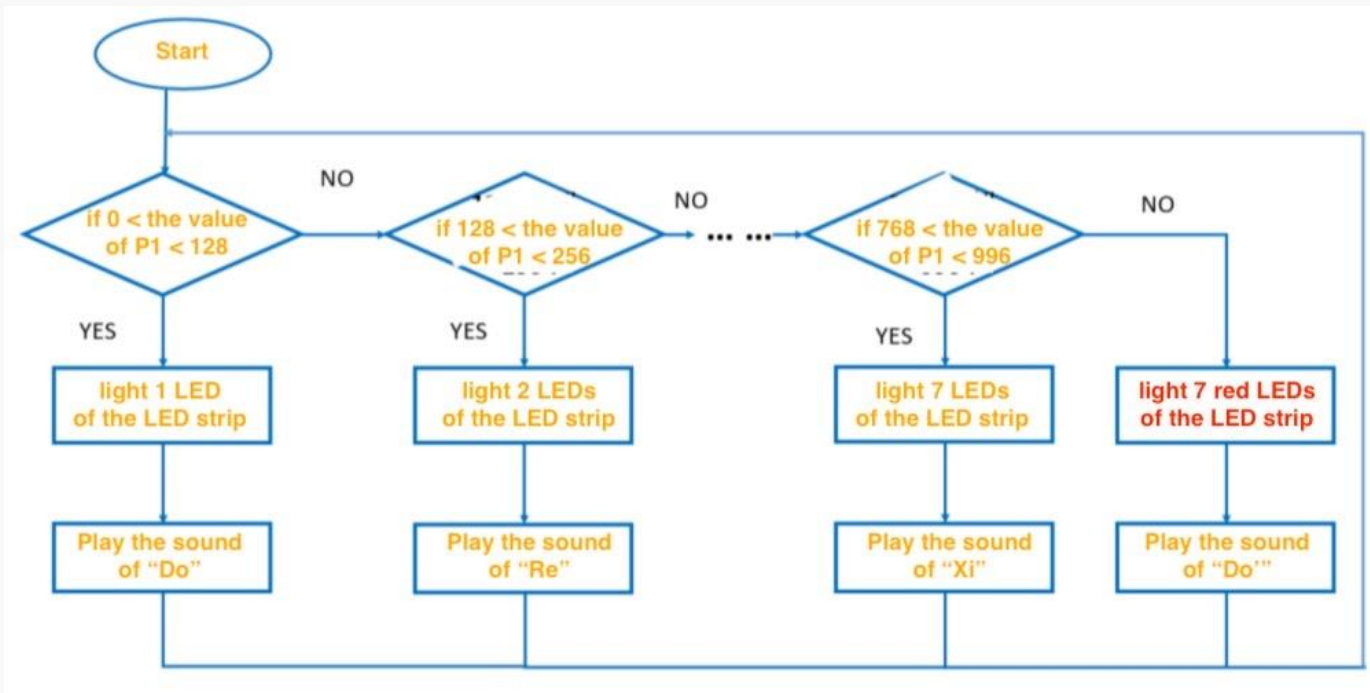 Start
NO
NO
NO
if 0 < the value
of P1 < 128
if 128 < the value
of P1 < 256
... ...
if 768 < the value
of P1 < 996
YES
YES
YES
light 1 LED
of the LED strip
light 2 LEDs
of the LED strip
light 7 LEDs
of the LED strip
light 7 red LEDs
of the LED strip
Play the sound
of “Do”
Play the sound
of “Re”
Play the sound
of “Xi”
Play the sound
of “Do’”